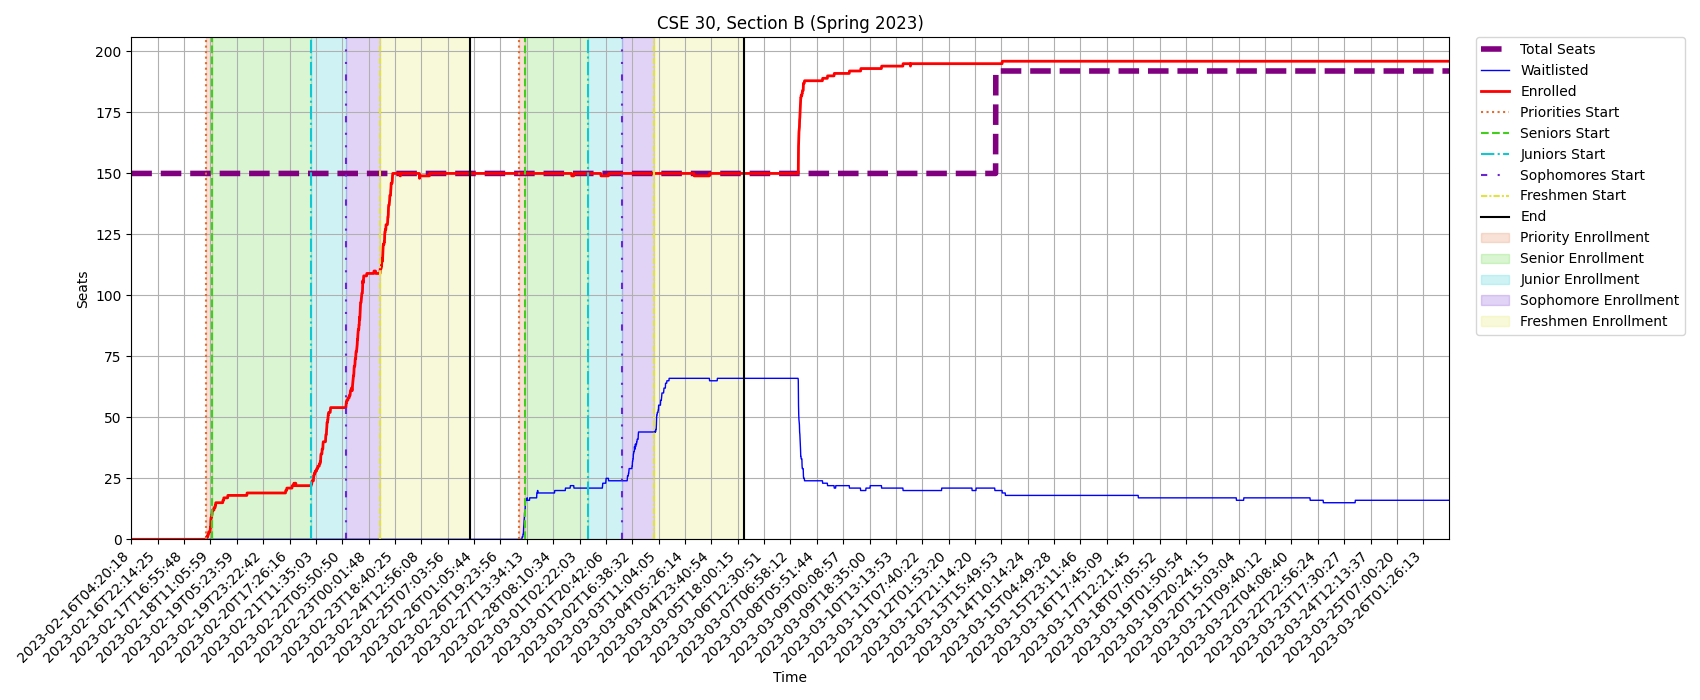 CSE 30, Section B (Spring 2023)
Seats
200
175
150
125
100
75
50
25
0
2023-02-16T04:20:18
2023-02-16T22:14:25
2023-02-17T16:55:48
2023-02-18T11:05:59
2023-02-19T05:23:59
2023-02-19T23:22:42
2023-02-20T17:26:16
2023-02-21T11:35:03
2023-02-22T05:50:50
2023-02-23T00:01:48
2023-02-23T18:40:25
2023-02-24T12:56:08
2023-02-25T07:03:56
2023-02-26T01:05:44
2023-02-26T19:23:56
2023-02-27T13:34:13
2023-02-28T08:10:34
2023-03-01T02:22:03
2023-03-01T20:42:06
2023-03-02T16:38:32
2023-03-03T11:04:05
2023-03-04T05:26:14
2023-03-04T23:40:54
2023-03-05T18:00:15
2023-03-06T12:30:51
2023-03-07T06:58:12
2023-03-08T05:51:44
2023-03-09T00:08:57
2023-03-09T18:35:00
2023-03-10T13:13:53
2023-03-11T07:40:22
2023-03-12T01:53:20
2023-03-12T21:14:20
2023-03-13T15:49:53
2023-03-14T10:14:24
2023-03-15T04:49:28
2023-03-15T23:11:46
2023-03-16T17:45:09
2023-03-17T12:21:45
2023-03-18T07:05:52
2023-03-19T01:50:54
2023-03-19T20:24:15
2023-03-20T15:03:04
2023-03-21T09:40:12
2023-03-22T04:08:40
2023-03-22T22:56:24
2023-03-23T17:30:27
2023-03-24T12:13:37
2023-03-25T07:00:20
2023-03-26T01:26:13
Time
Total Seats
Waitlisted
Enrolled
Priorities Start
Seniors Start
Juniors Start
Sophomores Start
Freshmen Start
End
Priority Enrollment
Senior Enrollment
Junior Enrollment
Sophomore Enrollment
Freshmen Enrollment